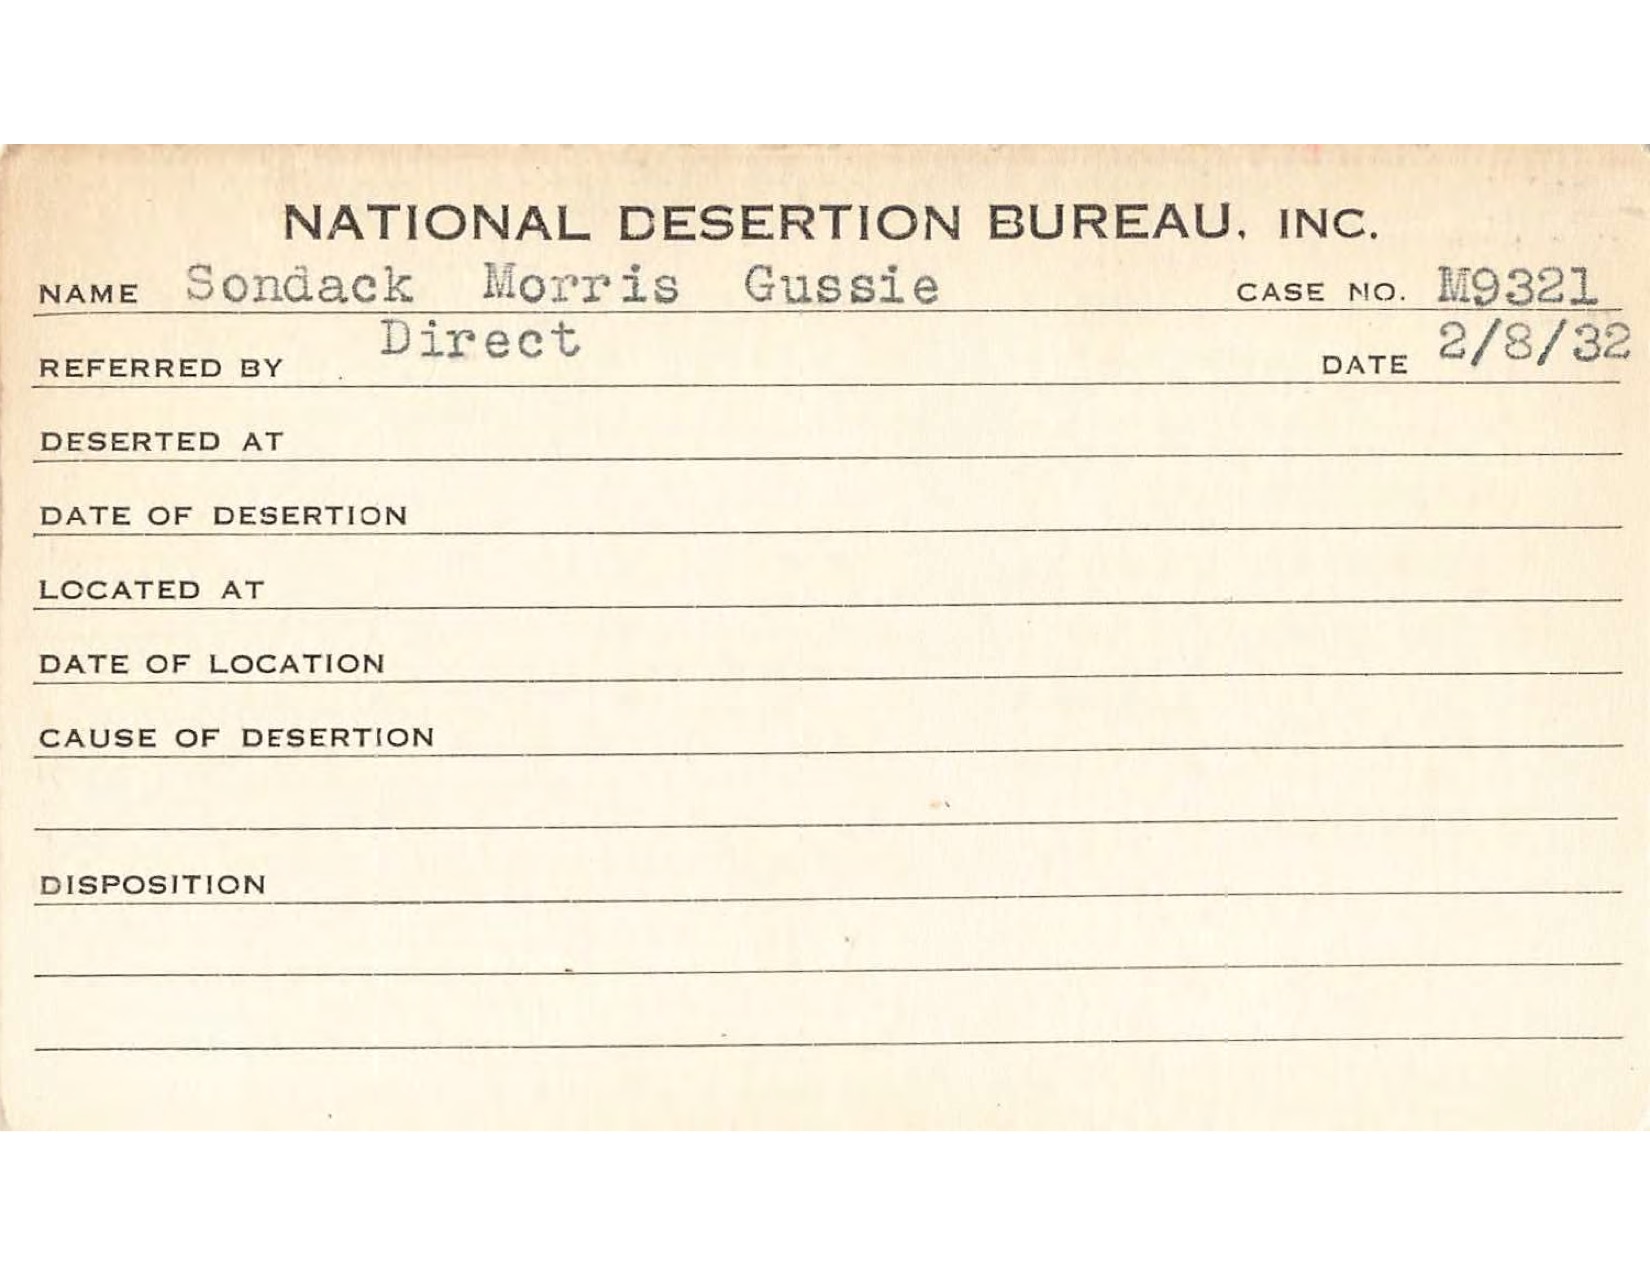 NATIONAL DESERTION BUREAU, INC.
NAME Sondack Morris Gussie CASE NO. M9321
REFERRED BY Direct DATE 2/8/32
DESERTED AT
DATE OF DESERTION
LOCATED AT
DATE OF LOCATION
CAUSE OF DESERTION
DISPOSITION